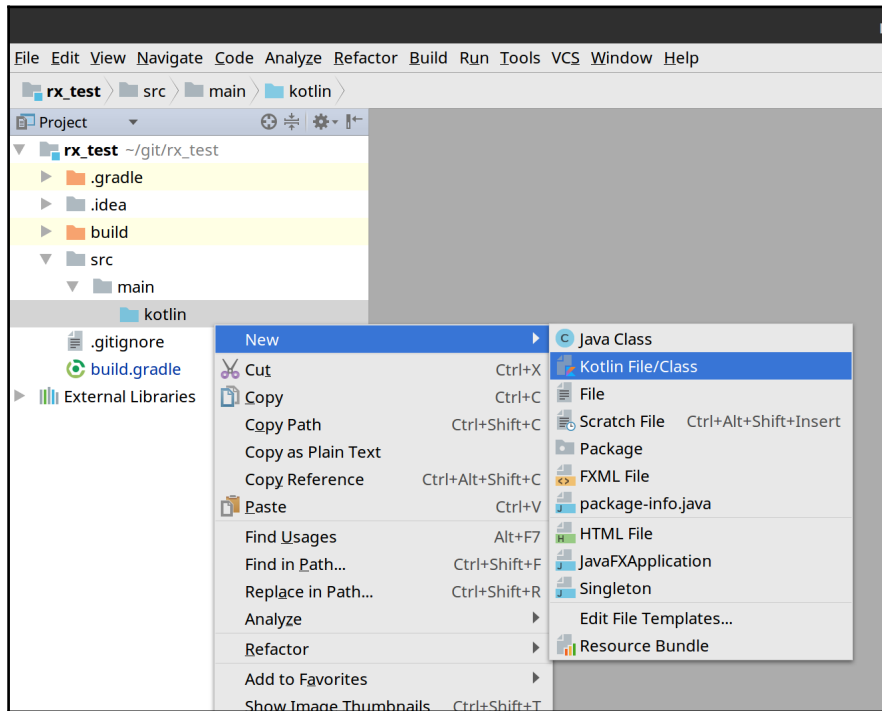 File Edit View Navigate Code Analyze Refactor Build Run Tools VCS Window Help
rx_test src main kotlin
Project
rx_test ~/git/rx_test
.gradle
.idea
build
src
main
kotlin
.gitignore
build.gradle
External Libraries
New
Cut Ctrl+X
Copy Ctrl+C
Copy Path Ctrl+Shift+C
Copy as Plain Text
Copy Reference Ctrl+Alt+Shift+C
Paste Ctrl+V
Find Usages Alt+F7
Find in Path... Ctrl+Shift+F
Replace in Path... Ctrl+Shift+R
Analyze
Refactor
Add to Favorites
Show Image Thumbnails Ctrl+Shift+T
Java Class
Kotlin File/Class
File
Scratch File Ctrl+Alt+Shift+Insert
Package
FXML File
package-info.java
HTML File
JavaFXApplication
Singleton
Edit File Templates...
Resource Bundle